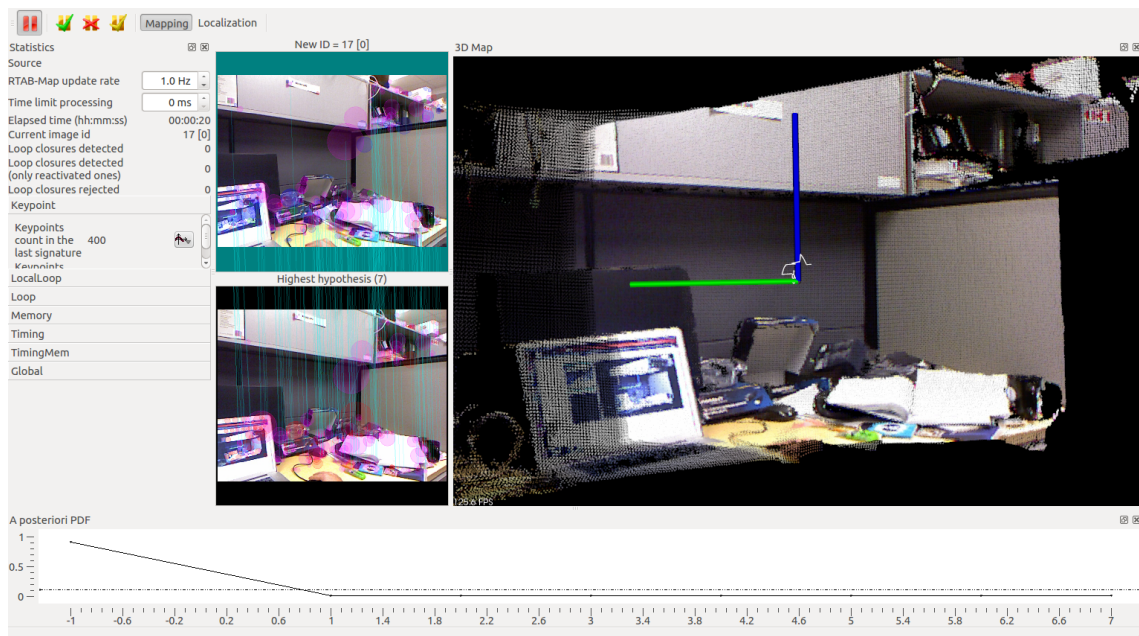 Mapping Localization
Statistics
Source
RTAB-Map update rate 1.0 Hz
Time limit processing 0 ms
Elapsed time (hh:mm:ss) 00:00:20
Current image id 17 [0]
Loop closures detected 0
Loop closures detected
(only reactivated ones) 0
Loop closures rejected 0
Keypoint
Keypoints
count in the 400
last signature
Keypoints
LocalLoop
Loop
Memory
Timing
TimingMem
Global
New ID = 17 [0]
Highest hypothesis (7)
3D Map
125.6 FPS
A posteriori PDF
1
0.5
0
-1 -0.6 -0.2 0.2 0.6 1 1.4 1.8 2.2 2.6 3 3.4 3.8 4.2 4.6 5 5.4 5.8 6.2 6.6 7